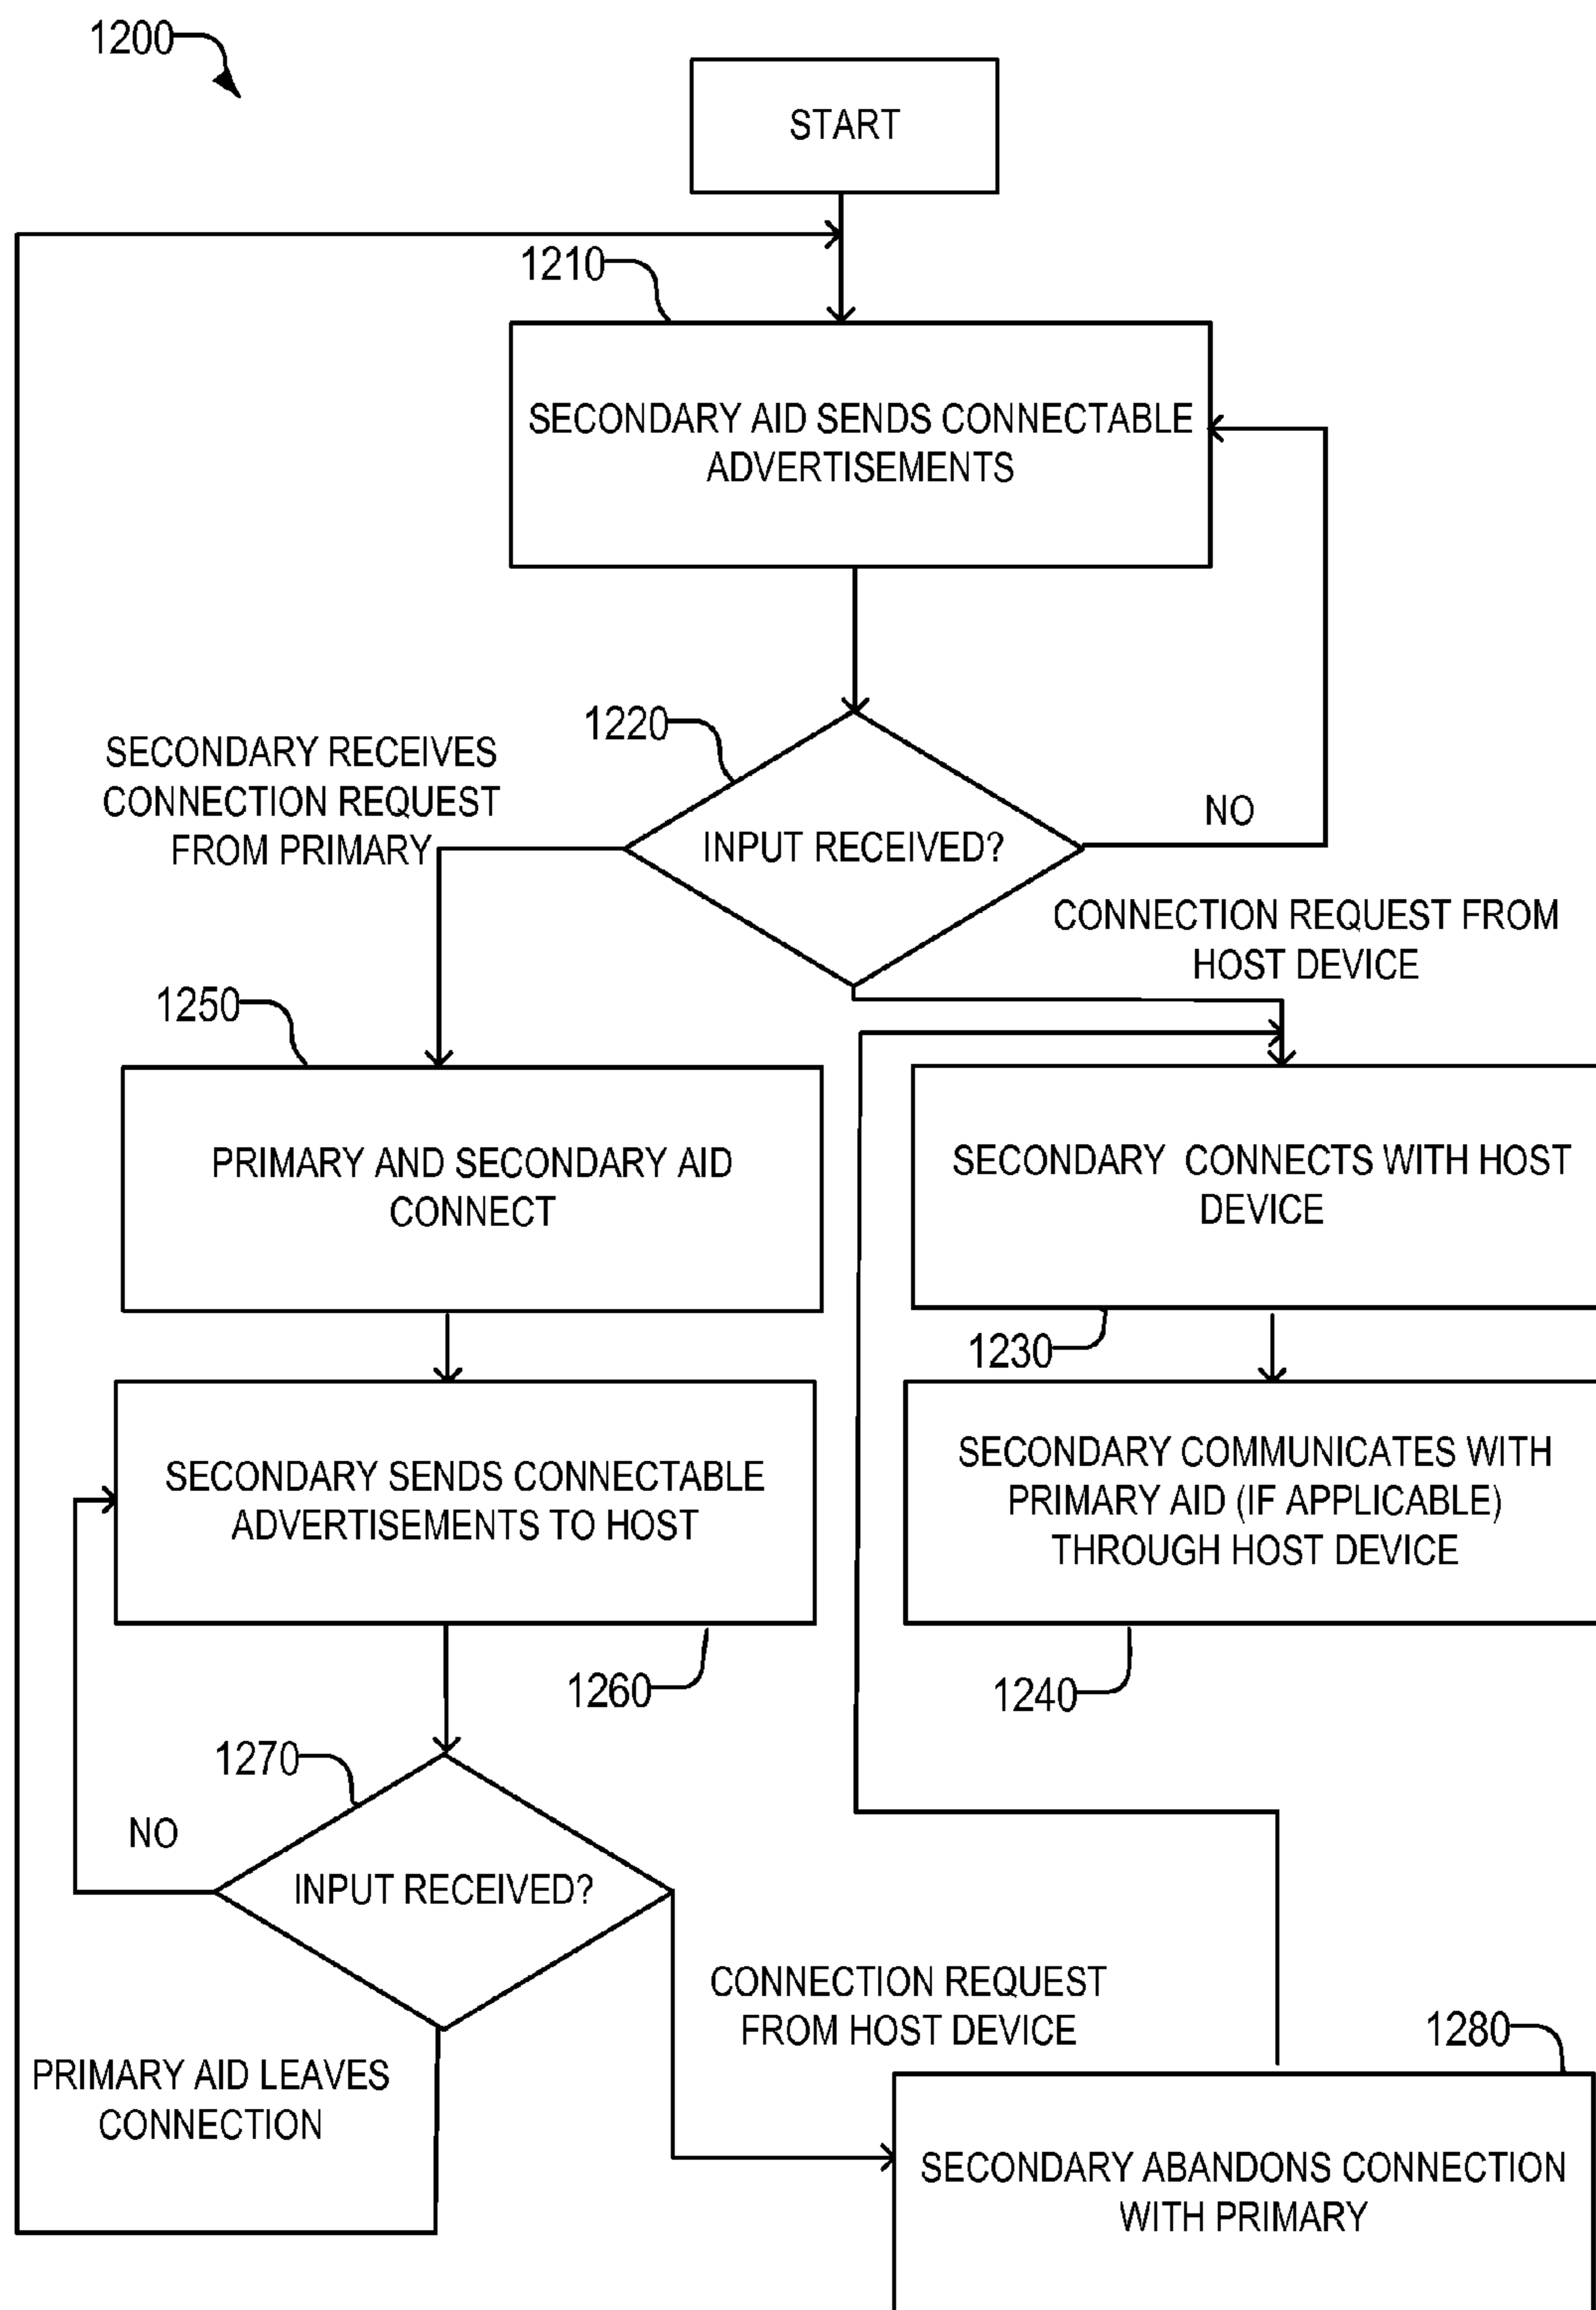 1200
START
1210
SECONDARY AID SENDS CONNECTABLE
ADVERTISEMENTS
1220
SECONDARY RECEIVES
CONNECTION REQUEST
FROM PRIMARY
INPUT RECEIVED?
NO
CONNECTION REQUEST FROM
HOST DEVICE
1250
PRIMARY AND SECONDARY AID
CONNECT
SECONDARY CONNECTS WITH HOST
DEVICE
1230
SECONDARY SENDS CONNECTABLE
ADVERTISEMENTS TO HOST
SECONDARY COMMUNICATES WITH
PRIMARY AID (IF APPLICABLE)
THROUGH HOST DEVICE
1260
1240
1270
NO
INPUT RECEIVED?
CONNECTION REQUEST
FROM HOST DEVICE
PRIMARY AID LEAVES
CONNECTION
1280
SECONDARY ABANDONS CONNECTION
WITH PRIMARY